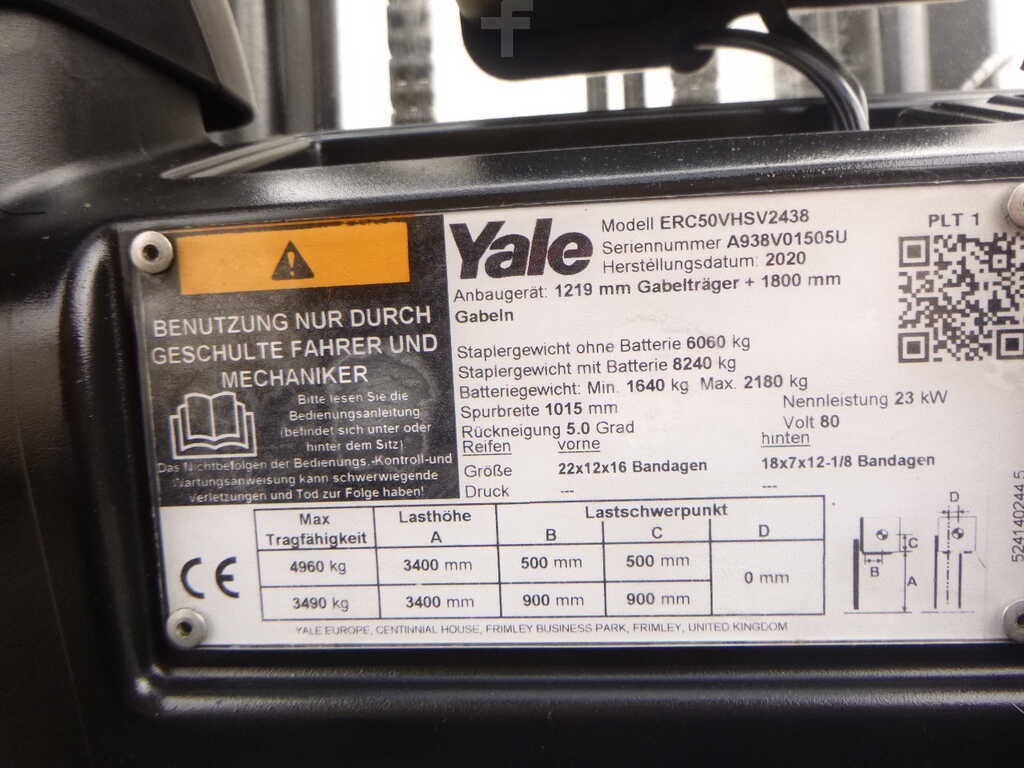 BENUTZUNG NUR DURCH
GESCHULTE FAHRER UND
MECHANIKER
Bitte lesen Sie die
Bedienungsanleitung
(befindet sich unter oder
hinter dem Sitz)
Das Nichtbefolgen der Bedienungs,-Kontroll-und
Wartungsanweisung kann schwerwiegende
Verletzungen und Tod zur Folge haben!
Yale
Modell ERC50VHSV2438
Seriennummer A938V01505U
Herstellungsdatum: 2020
PLT 1
Anbaugerät: 1219 mm Gabelträger + 1800 mm
Gabeln
Staplergewicht ohne Batterie 6060 kg
Staplergewicht mit Batterie 8240 kg
Batteriegewicht: Min. 1640 kg Max. 2180 kg
Spurbreite 1015 mm Nennleistung 23 kW
Rückneigung 5.0 Grad Volt 80
Reifen vorne hinten
Größe 22x12x16 Bandagen 18x7x12-1/8 Bandagen
Druck --- ---
Max Tragfähigkeit Lasthöhe A Lastschwerpunkt B C D
4960 kg 3400 mm 500 mm 500 mm 0 mm
3490 kg 3400 mm 900 mm 900 mm
CE
D
C
B
A
524140244.5
YALE EUROPE, CENTINNIAL HOUSE, FRIMLEY BUSINESS PARK, FRIMLEY, UNITED KINGDOM
f